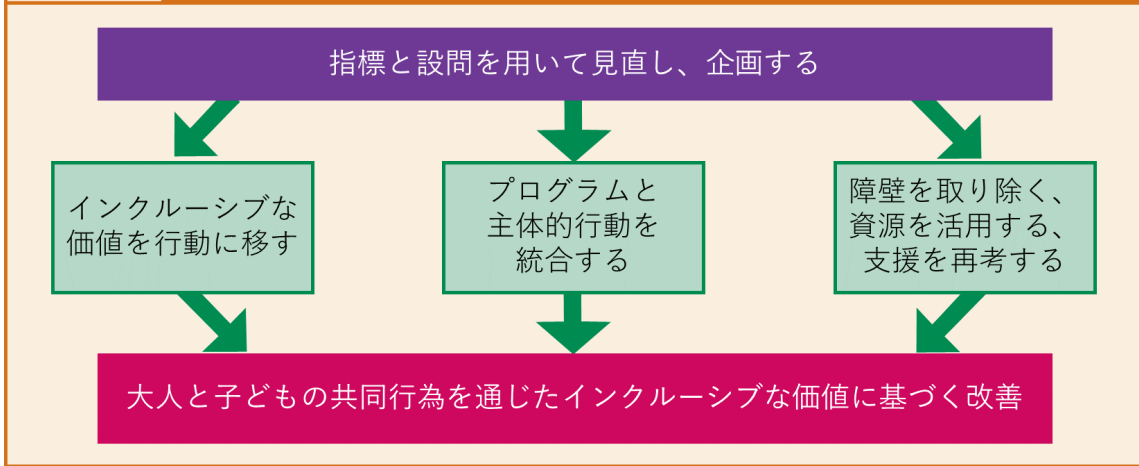 指標と設問を用いて見直し、企画する
インクルーシブな
価値を行動に移す
プログラムと
主体的行動を
統合する
障壁を取り除く、
資源を活用する、
支援を再考する
大人と子どもの共同行為を通じたインクルーシブな価値に基づく改善